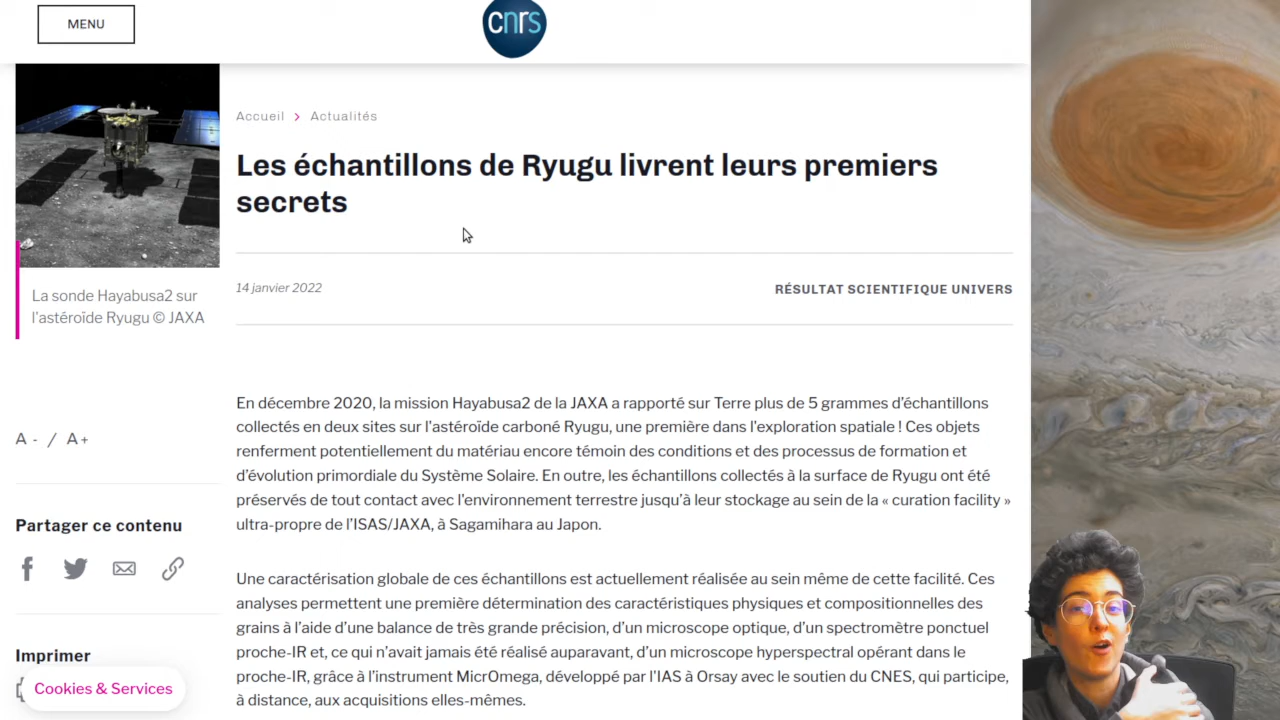 MENU
cnrs
Accueil > Actualités
Les échantillons de Ryugu livrent leurs premiers
secrets
14 janvier 2022
RÉSULTAT SCIENTIFIQUE UNIVERS
La sonde Hayabusa2 sur
l'astéroïde Ryugu © JAXA
A - / A+
Partager ce contenu
Imprimer
Cookies & Services
En décembre 2020, la mission Hayabusa2 de la JAXA a rapporté sur Terre plus de 5 grammes d’échantillons
collectés en deux sites sur l'astéroïde carboné Ryugu, une première dans l’exploration spatiale ! Ces objets
renferment potentiellement du matériau encore témoin des conditions et des processus de formation et
d’évolution primordiale du Système Solaire. En outre, les échantillons collectés à la surface de Ryugu ont été
préservés de tout contact avec l'environnement terrestre jusqu’à leur stockage au sein de la « curation facility »
ultra-propre de l’ISAS/JAXA, à Sagamihara au Japon.
Une caractérisation globale de ces échantillons est actuellement réalisée au sein même de cette facilité. Ces
analyses permettent une première détermination des caractéristiques physiques et compositionnelles des
grains à l’aide d’une balance de très grande précision, d’un microscope optique, d’un spectromètre ponctuel
proche-IR et, ce qui n’avait jamais été réalisé auparavant, d’un microscope hyperspectral opérant dans le
proche-IR, grâce à l’instrument MicrOmega, développé par l'IAS à Orsay avec le soutien du CNES, qui participe,
à distance, aux acquisitions elles-mêmes.